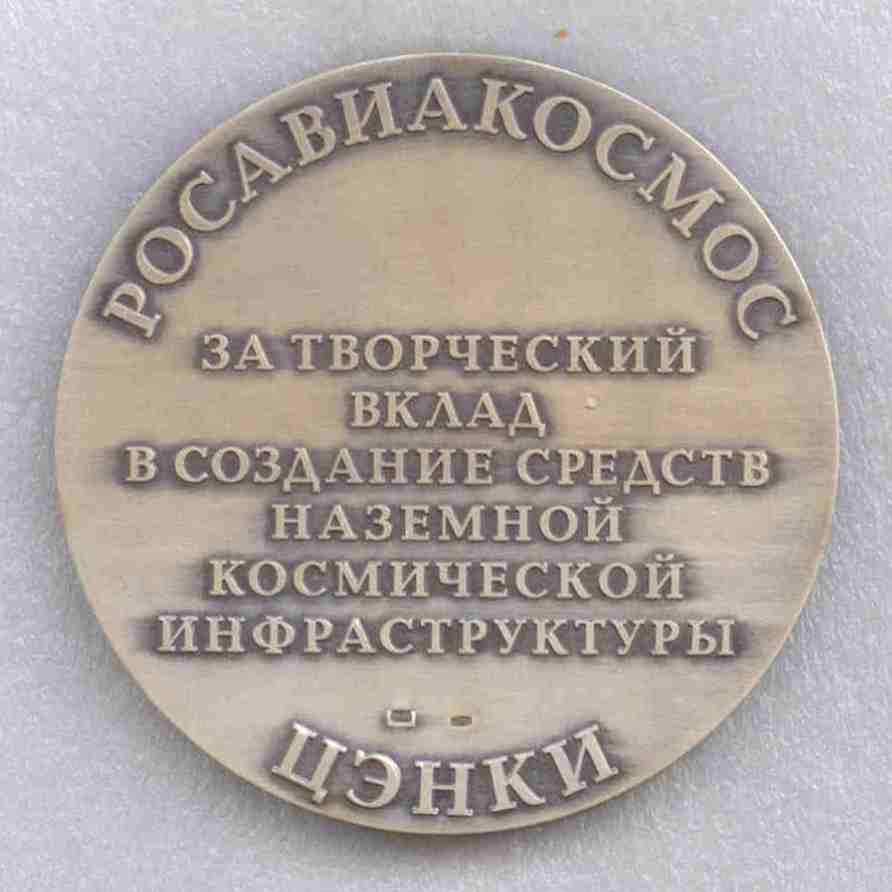 РОСАВИАКОСМОС
ЗА ТВОРЧЕСКИЙ
ВКЛАД
В СОЗДАНИЕ СРЕДСТВ
НАЗЕМНОЙ
КОСМИЧЕСКОЙ
ИНФРАСТРУКТУРЫ
ЦЭНКИ